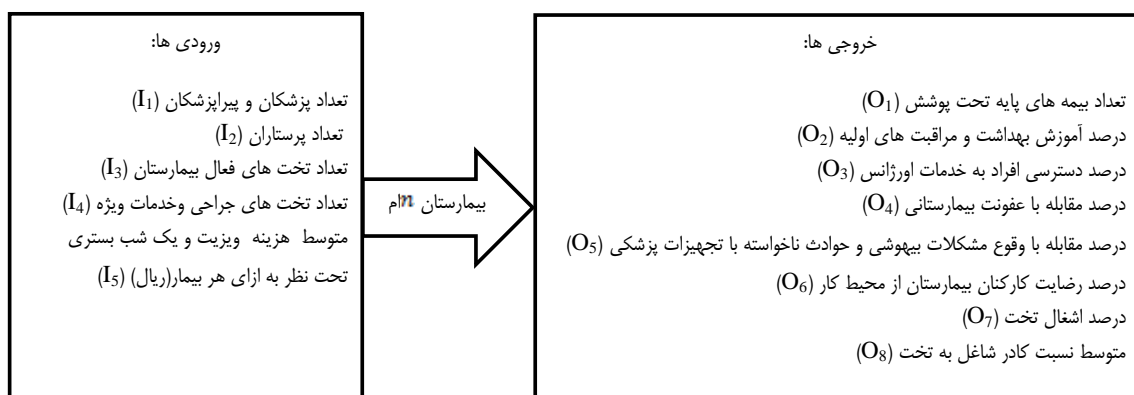 ورودی ها:
تعداد پزشکان و پیراپزشکان (I1)
تعداد پرستاران (I2)
تعداد تخت های فعال بیمارستان (I3)
تعداد تخت های جراحی وخدمات ویژه (I4)
متوسط هزینه ویزیت و یک شب بستری
تحت نظر به ازای هر بیمار(ریال) (I5)
بیمارستان nام
خروجی ها:
تعداد بیمه های پایه تحت پوشش (O1)
درصد آموزش بهداشت و مراقبت های اولیه (O2)
درصد دسترسی افراد به خدمات اورژانس (O3)
درصد مقابله با عفونت بیمارستانی (O4)
درصد مقابله با وقوع مشکلات بیهوشی و حوادث ناخواسته با تجهیزات پزشکی (O5)
درصد رضایت کارکنان بیمارستان از محیط کار (O6)
درصد اشغال تخت (O7)
متوسط نسبت کادر شاغل به تخت (O8)